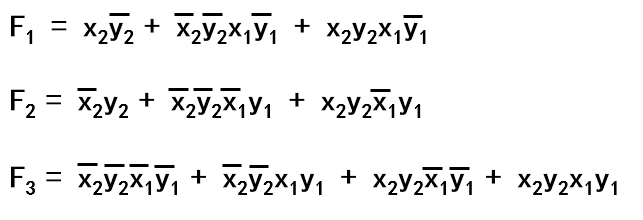 F₁ = x₂y̅₂ + x̅₂y̅₂x₁y̅₁ + x₂y₂x₁y̅₁
F₂ = x̅₂y₂ + x̅₂y̅₂x̅₁y₁ + x₂y₂x̅₁y₁
F₃ = x̅₂y̅₂x̅₁y̅₁ + x̅₂y̅₂x₁y₁ + x₂y₂x̅₁y̅₁ + x₂y₂x₁y₁